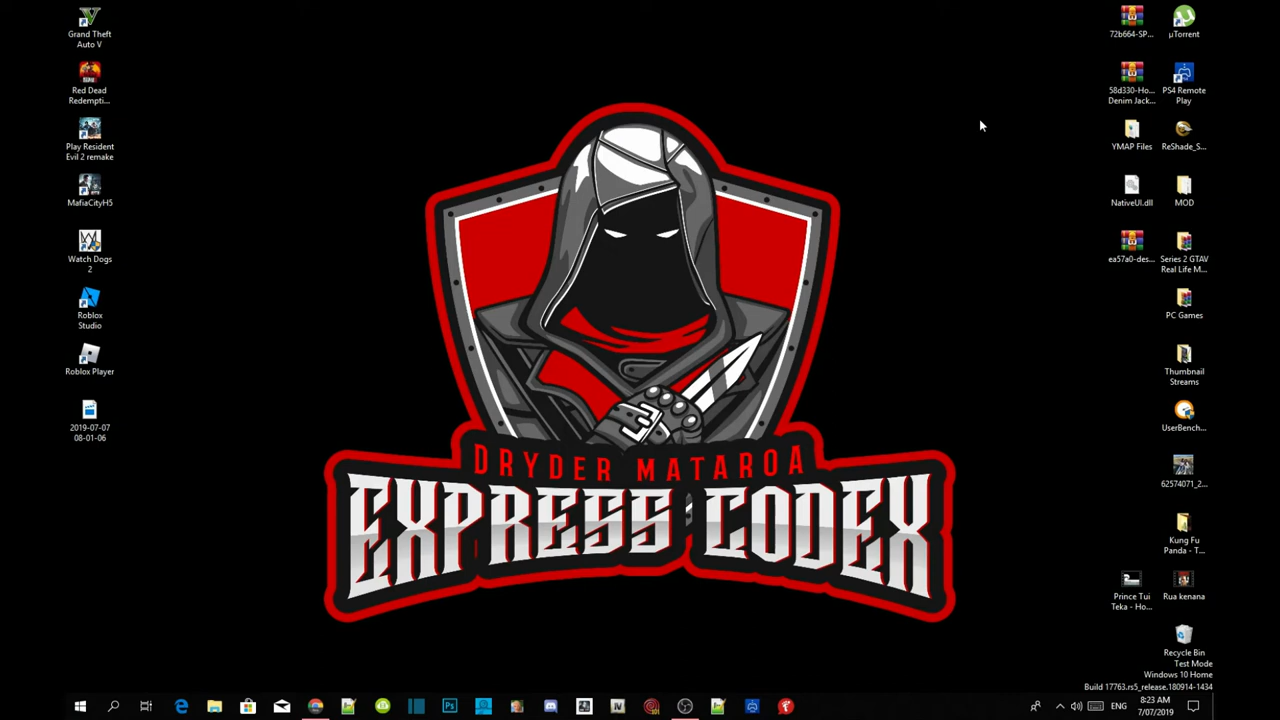 Grand Theft
Auto V
Red Dead
Redempti...
Play Resident
Evil 2 remake
MafiaCityH5
Watch Dogs
2
Roblox
Studio
Roblox Player
2019-07-07
08-01-06
DRYDER MATAROA
EXPRESS CODEX
72b664-SP...
µTorrent
58d330-Ho...
Denim Jack...
PS4 Remote
Play
YMAP Files
ReShade_S...
NativeUI.dll
MOD
ea57a0-des...
Series 2 GTAV
Real Life M...
PC Games
Thumbnail
Streams
UserBench...
62574071_2...
Kung Fu
Panda - T...
Prince Tui
Teka - Ho...
Rua kenana
Recycle Bin
Test Mode
Windows 10 Home
Build 17763.rs5_release.180914-1434
Ps
IV
ENG
8:23 AM
7/07/2019